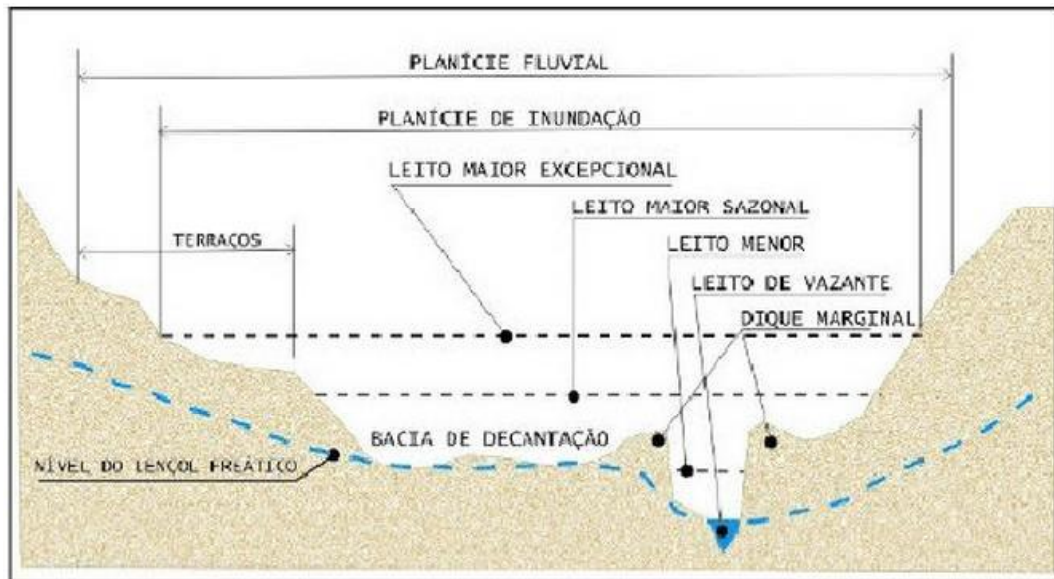 PLANÍCIE FLUVIAL
PLANÍCIE DE INUNDAÇÃO
LEITO MAIOR EXCEPCIONAL
LEITO MAIOR SAZONAL
TERRAÇOS
LEITO MENOR
LEITO DE VAZANTE
DIQUE MARGINAL
BACIA DE DECANTAÇÃO
NÍVEL DO LENÇOL FREÁTICO